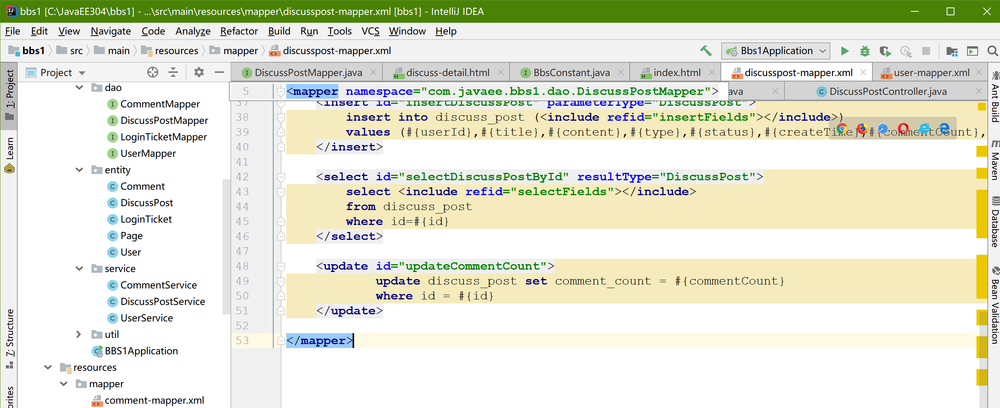 bbs1 [C:\JavaEE304\bbs1] - ...\src\main\resources\mapper\discusspost-mapper.xml [bbs1] - IntelliJ IDEA
File Edit View Navigate Code Analyze Refactor Build Run Tools VCS Window Help
bbs1 src main resources mapper discusspost-mapper.xml Bbs1Application
Project
DiscussPostMapper.java discuss-detail.html BbsConstant.java index.html discusspost-mapper.xml user-mapper.xml
ava DiscussPostController.java
1: Project
Learn
7: Structure
orites
dao
CommentMapper
DiscussPostMapper
LoginTicketMapper
UserMapper
entity
Comment
DiscussPost
LoginTicket
Page
User
service
CommentService
DiscussPostService
UserService
util
BBS1Application
resources
mapper
comment-mapper.xml
5 <mapper namespace="com.javaee.bbs1.dao.DiscussPostMapper">
37 <insert id="insertDiscussPost" parameterType="DiscussPost">
38 insert into discuss_post (<include refid="insertFields"></include>)
39 values (#{userId},#{title},#{content},#{type},#{status},#{createTime},#{commentCount},
40 </insert>
41
42 <select id="selectDiscussPostById" resultType="DiscussPost">
43 select <include refid="selectFields"></include>
44 from discuss_post
45 where id=#{id}
46 </select>
47
48 <update id="updateCommentCount">
49 update discuss_post set comment_count = #{commentCount}
50 where id = #{id}
51 </update>
52
53 </mapper>
Ant Build
Maven
Database
Bean Validation